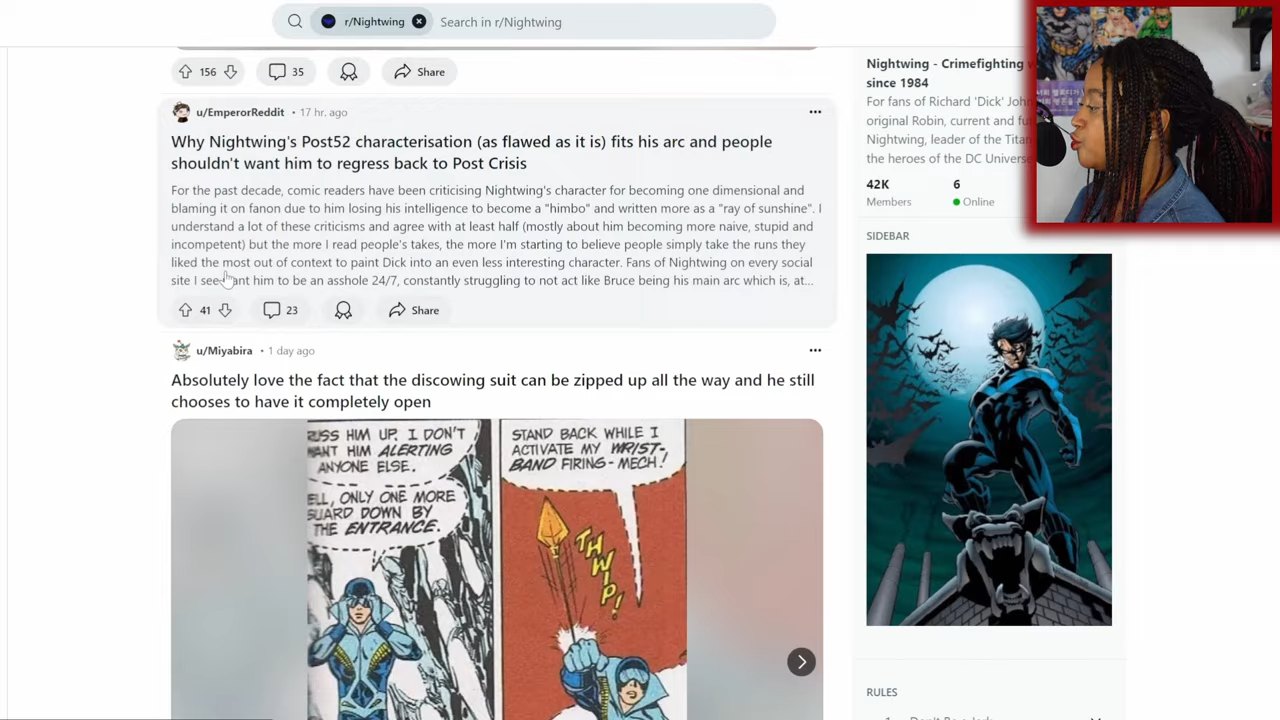 r/Nightwing
Search in r/Nightwing
156
35
Share
u/EmperorReddit • 17 hr. ago
Why Nightwing's Post52 characterisation (as flawed as it is) fits his arc and people
shouldn't want him to regress back to Post Crisis
For the past decade, comic readers have been criticising Nightwing's character for becoming one dimensional and
blaming it on fanon due to him losing his intelligence to become a "himbo" and written more as a "ray of sunshine". I
understand a lot of these criticisms and agree with at least half (mostly about him becoming more naive, stupid and
incompetent) but the more I read people's takes, the more I'm starting to believe people simply take the runs they
liked the most out of context to paint Dick into an even less interesting character. Fans of Nightwing on every social
site I see ant him to be an asshole 24/7, constantly struggling to not act like Bruce being his main arc which is, at...
41
23
Share
u/Miyabira • 1 day ago
Absolutely love the fact that the discowing suit can be zipped up all the way and he still
chooses to have it completely open
USS HIM UP. I DON'T
WANT HIM ALERTING
ANYONE ELSE.
ELL, ONLY ONE MORE
GUARD DOWN BY
THE ENTRANCE.
STAND BACK WHILE I
ACTIVATE MY WRIST-
BAND FIRING-MECH!
THWIP!
Nightwing - Crimefighting
since 1984
For fans of Richard 'Dick' Joh
original Robin, current and fu
Nightwing, leader of the Titan
the heroes of the DC Universe
42K
6
Members
Online
SIDEBAR
RULES
1
Don't Be a Jerk